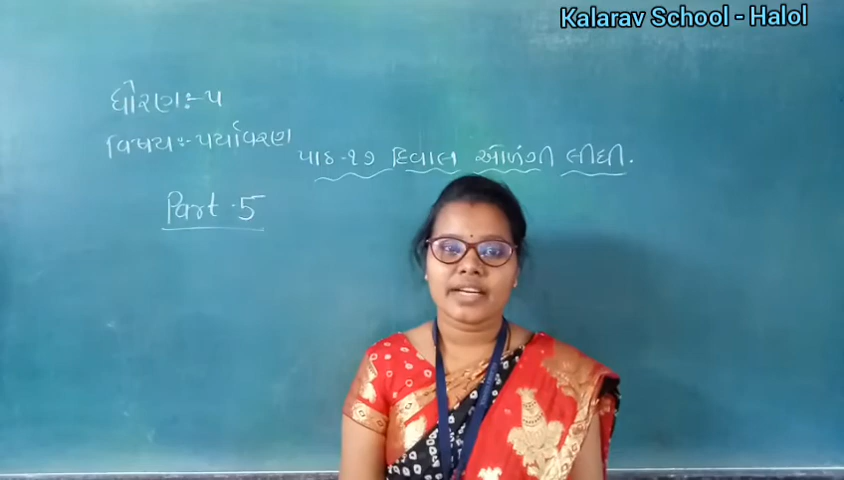 Kalarav School - Halol
ધોરણ:- ૫
વિષય:- પર્યાવરણ
પાઠ-૧૭ દિવાલ ઓળંગી લીધી.
Part-5